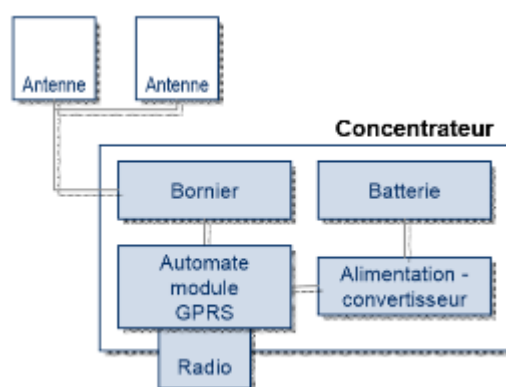 Antenne
Antenne
Concentrateur
Bornier
Batterie
Automate
module
GPRS
Alimentation -
convertisseur
Radio